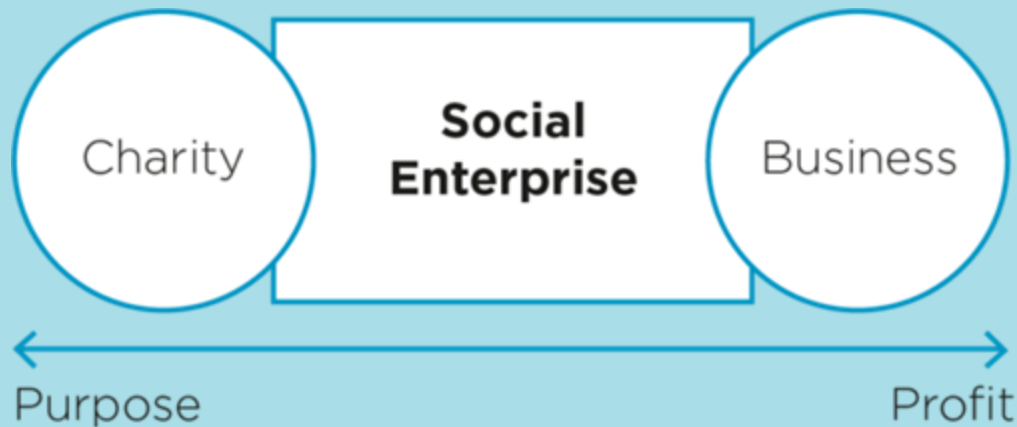 Charity
Social
Enterprise
Business
Purpose
Profit